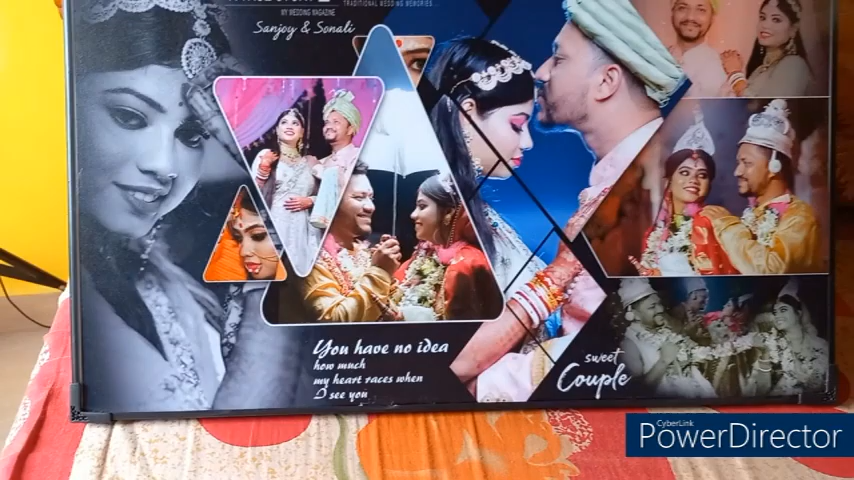 MY WEDDING MAGAZINE
TRADITIONAL WEDDING MEMORIES
Sanjoy & Sonali
You have no idea
how much
my heart races when
I see you
sweet
Couple
CyberLink
PowerDirector